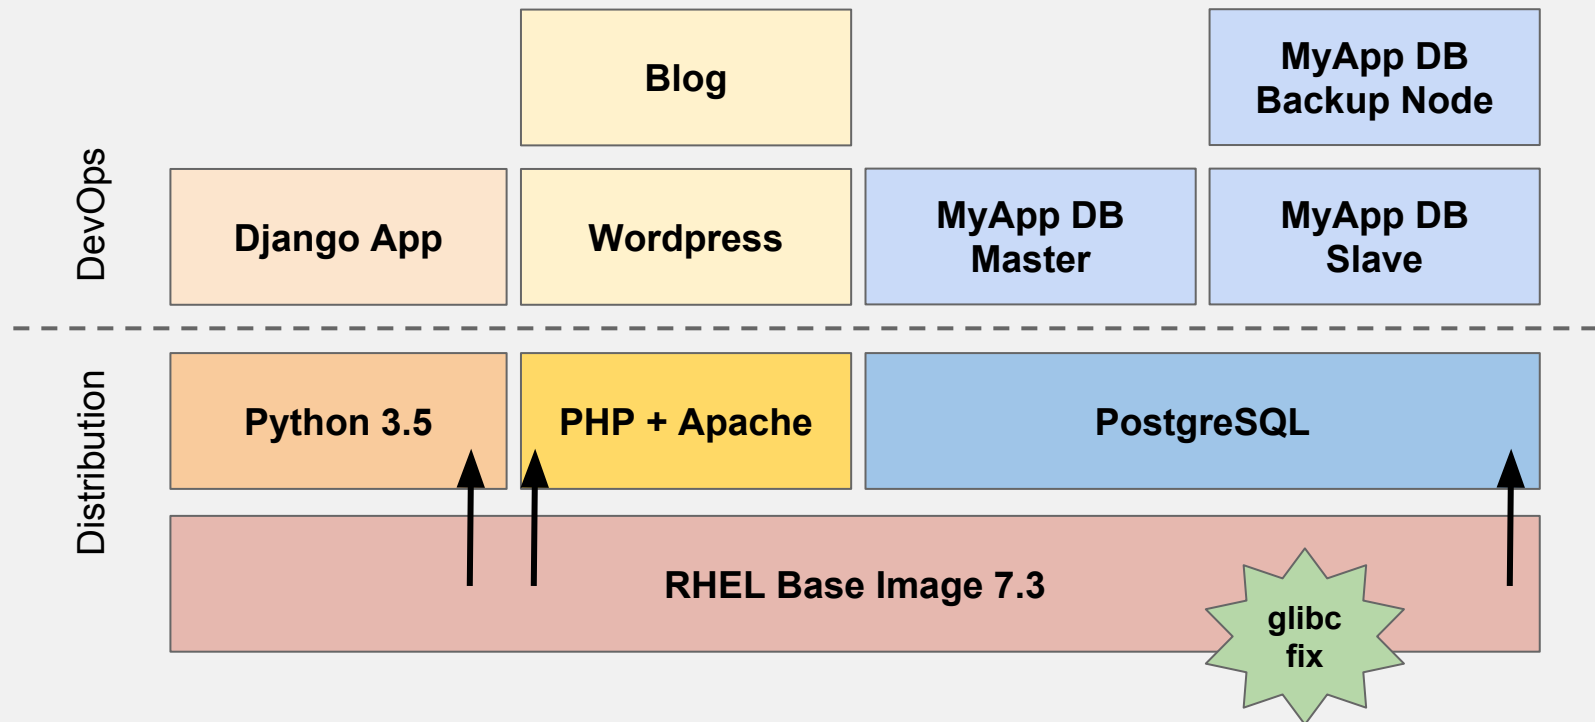 Blog
MyApp DB
Backup Node
DevOps
Django App
Wordpress
MyApp DB
Master
MyApp DB
Slave
Distribution
Python 3.5
PHP + Apache
PostgreSQL
RHEL Base Image 7.3
glibc
fix